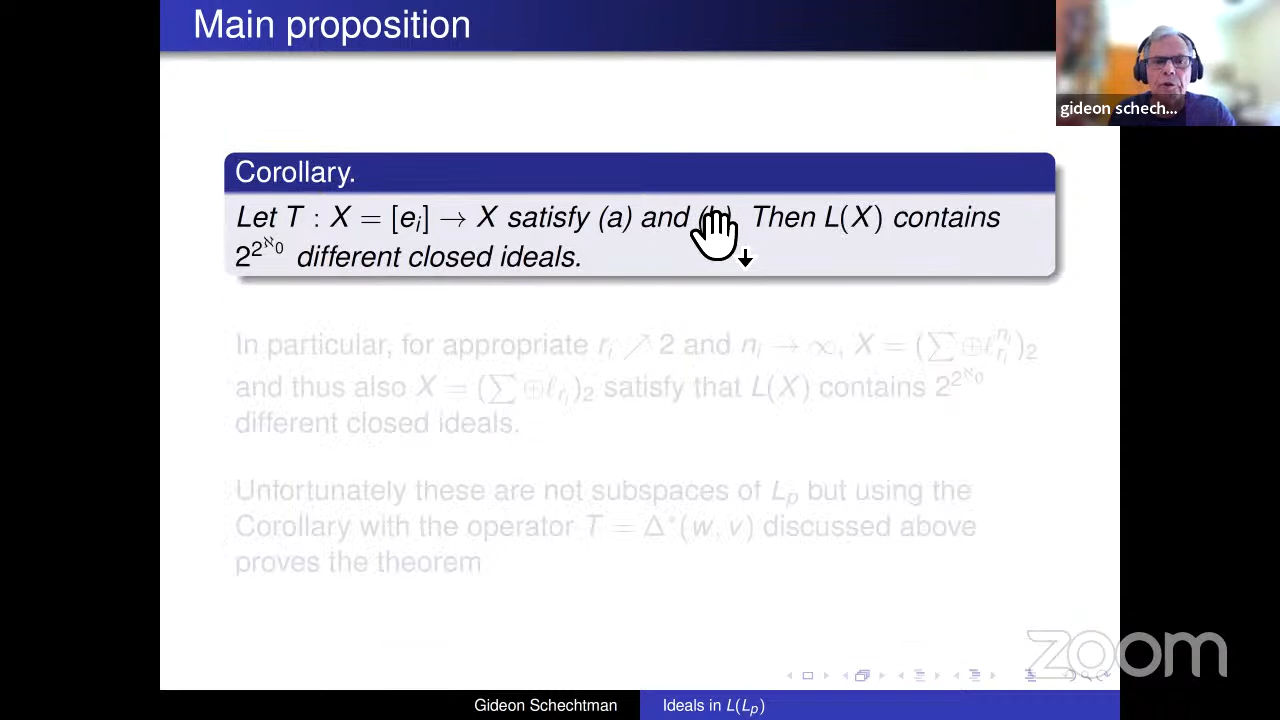 Main proposition
gideon schech...
Corollary.
Let T : X = [e_i] → X satisfy (a) and (b). Then L(X) contains
2^{2^{ℵ_0}} different closed ideals.
In particular, for appropriate r_i ↗ 2 and n_i → ∞, X = (∑ ⊕ℓ_{r_i}^{n_i})_2
and thus also X = (∑ ⊕ℓ_{r_i})_2 satisfy that L(X) contains 2^{2^{ℵ_0}}
different closed ideals.
Unfortunately these are not subspaces of L_p but using the
Corollary with the operator T = Δ*(w, v) discussed above
proves the theorem
zoom
Gideon Schechtman
Ideals in L(L_p)